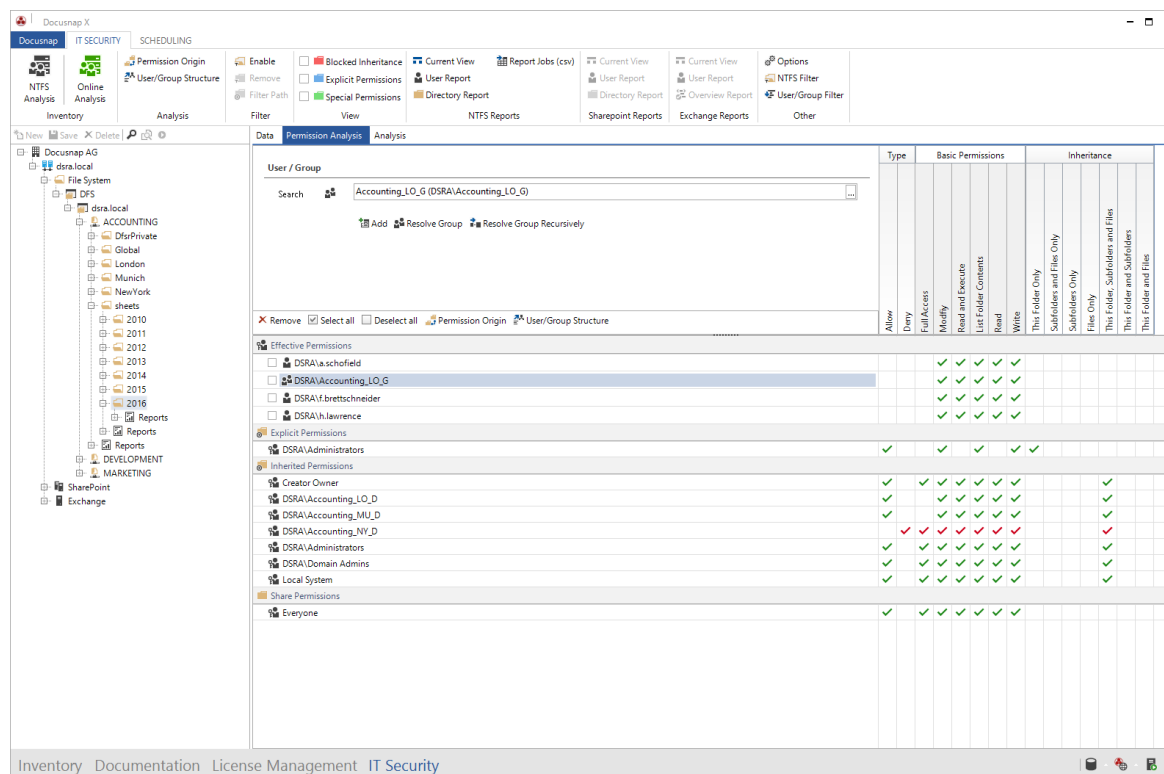 Docusnap X
Docusnap IT SECURITY SCHEDULING
NTFS Analysis
Online Analysis
Permission Origin
User/Group Structure
Enable
Remove
Filter Path
Blocked Inheritance
Explicit Permissions
Special Permissions
Current View
User Report
Directory Report
Report Jobs (csv)
Current View
User Report
Directory Report
Current View
User Report
Overview Report
Options
NTFS Filter
User/Group Filter
Inventory Analysis Filter View NTFS Reports Sharepoint Reports Exchange Reports Other
New Save Delete
Docusnap AG
dsra.local
File System
DFS
dsra.local
ACCOUNTING
DfsrPrivate
Global
London
Munich
NewYork
sheets
2010
2011
2012
2013
2014
2015
2016
Reports
Reports
Reports
DEVELOPMENT
MARKETING
SharePoint
Exchange
Data Permission Analysis Analysis
User / Group
Search Accounting_LO_G (DSRA\Accounting_LO_G) ...
Add Resolve Group Resolve Group Recursively
Remove Select all Deselect all Permission Origin User/Group Structure
Type Basic Permissions Inheritance
Allow
Deny
Full Access
Modify
Read and Execute
List Folder Contents
Read
Write
This Folder Only
Subfolders and Files Only
Subfolders Only
Files Only
This Folder, Subfolders and Files
This Folder and Subfolders
This Folder and Files
Effective Permissions
DSRA\a.schofield
DSRA\Accounting_LO_G
DSRA\f.brettschneider
DSRA\h.lawrence
Explicit Permissions
DSRA\Administrators
Inherited Permissions
Creator Owner
DSRA\Accounting_LO_D
DSRA\Accounting_MU_D
DSRA\Accounting_NY_D
DSRA\Administrators
DSRA\Domain Admins
Local System
Share Permissions
Everyone
Inventory Documentation License Management IT Security